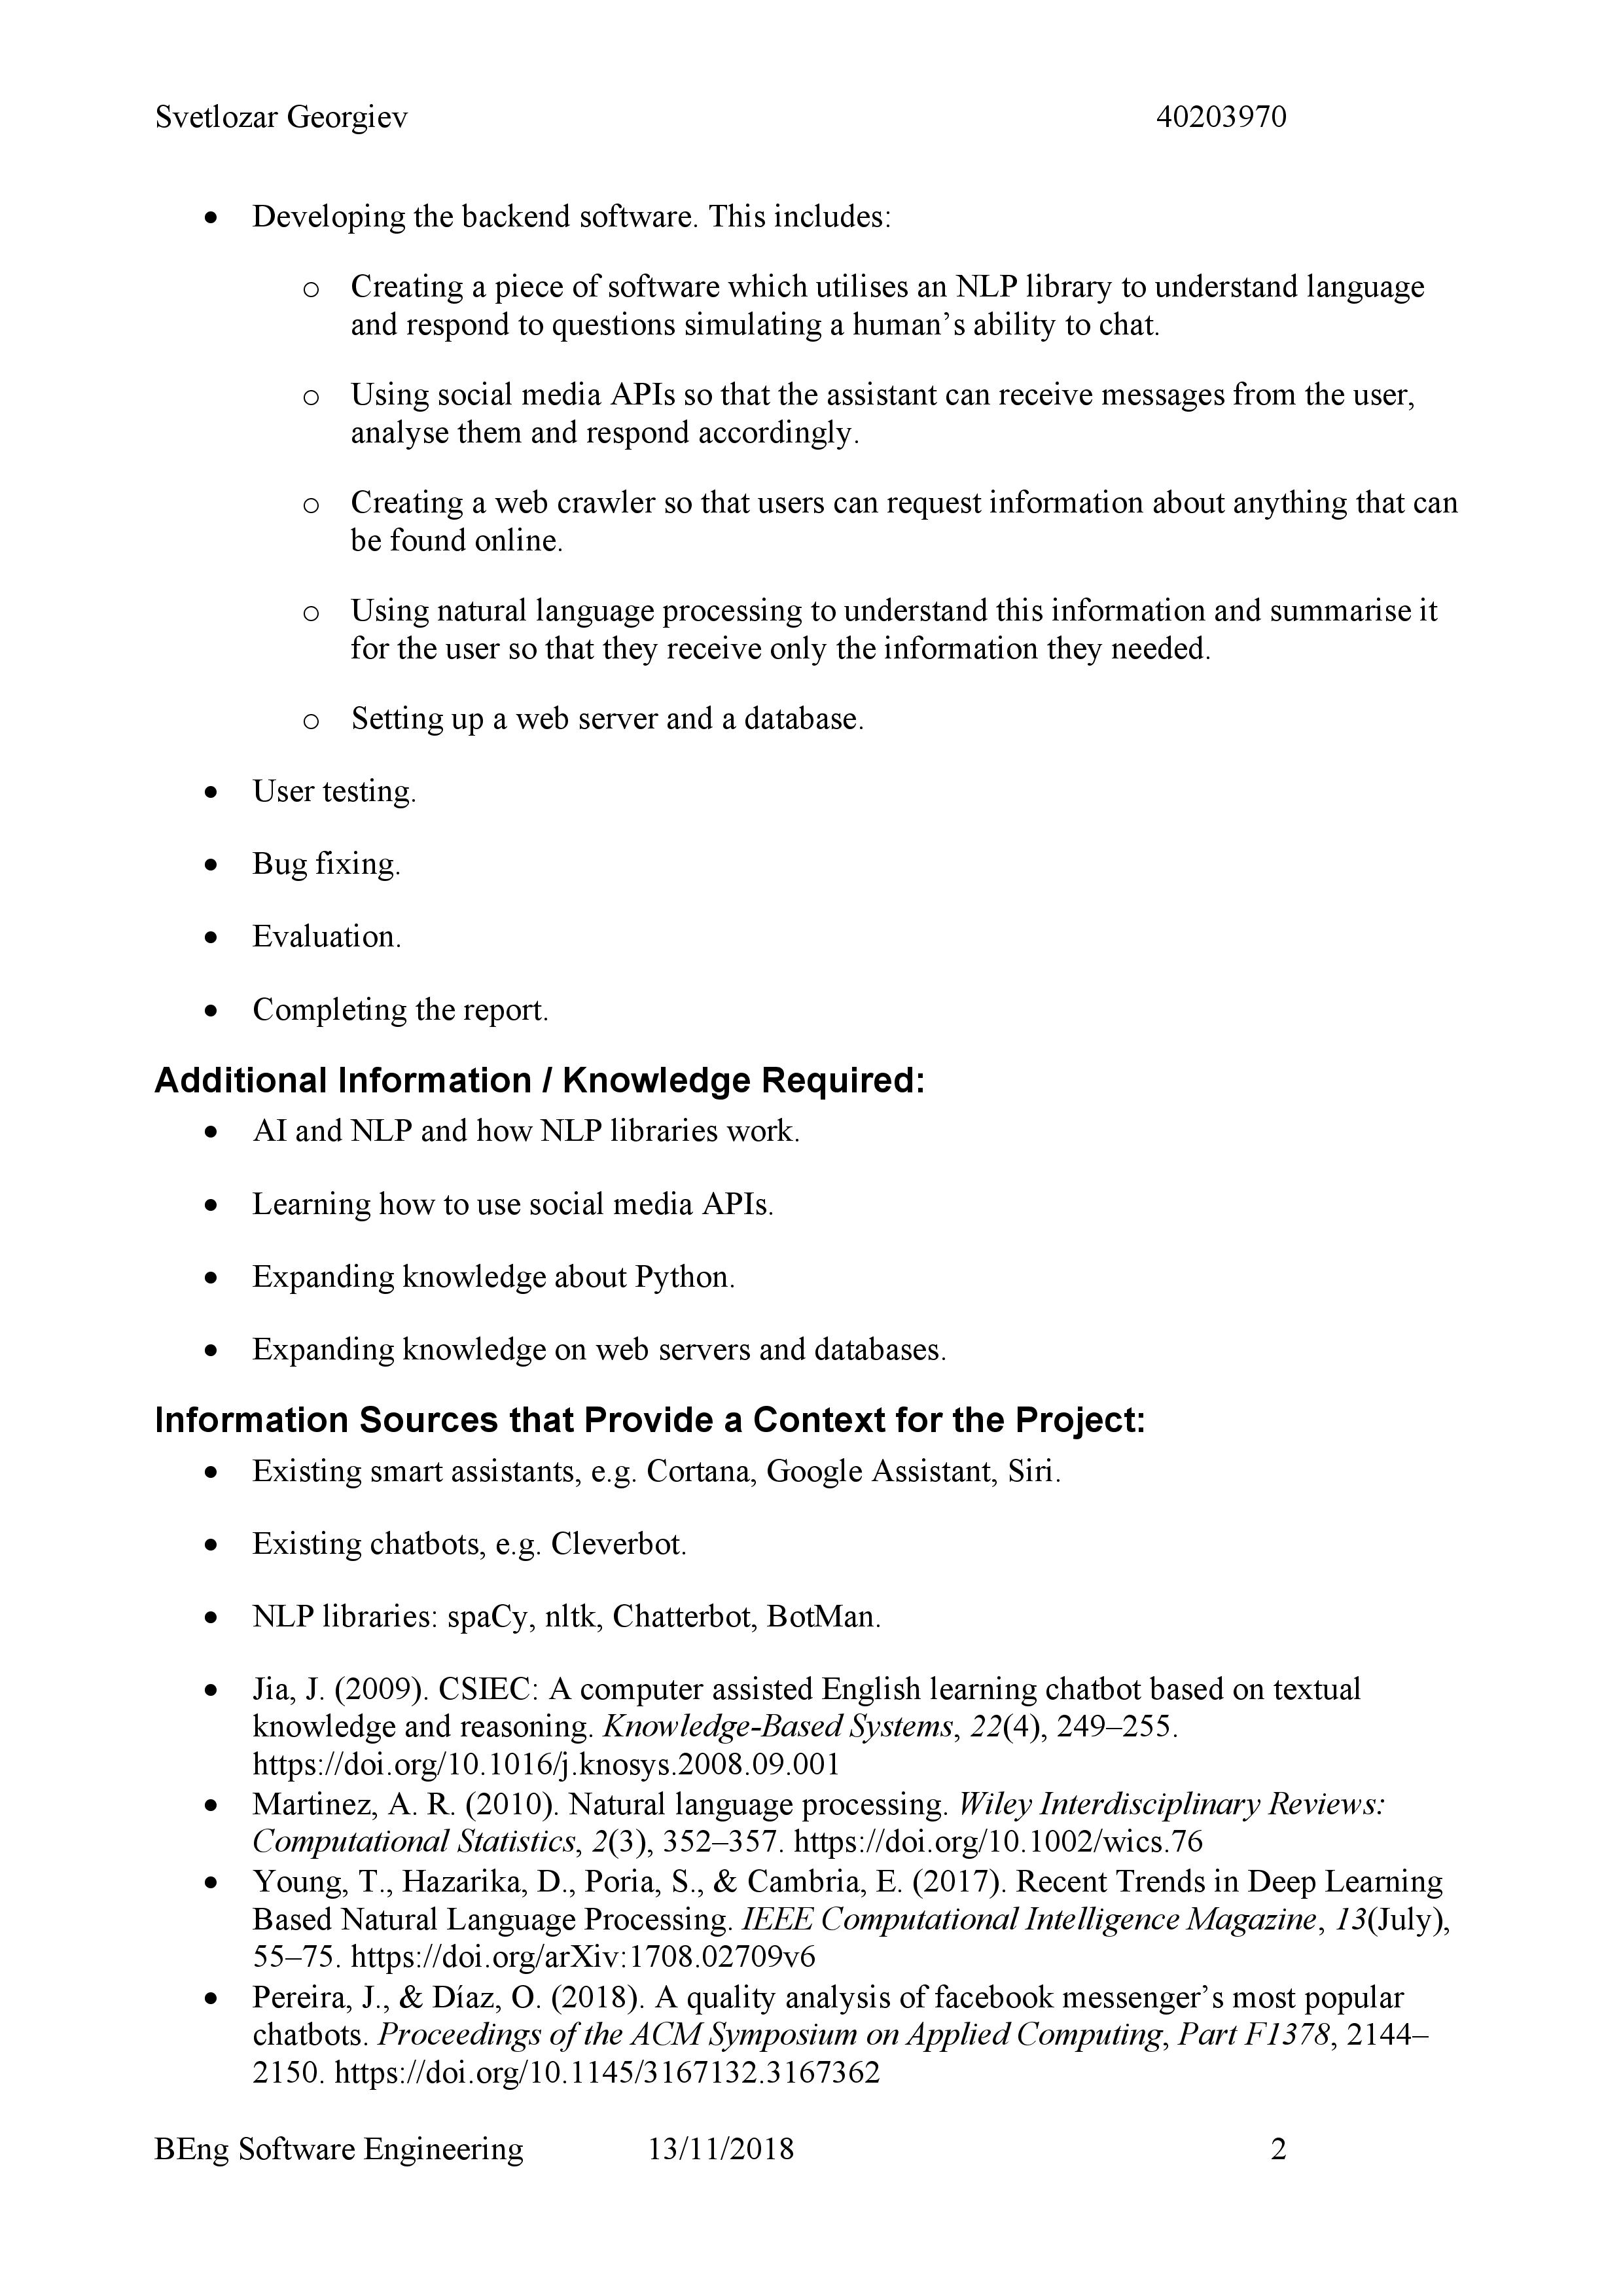 Svetlozar Georgiev 40203970
• Developing the backend software. This includes:
o Creating a piece of software which utilises an NLP library to understand language
and respond to questions simulating a human’s ability to chat.
o Using social media APIs so that the assistant can receive messages from the user,
analyse them and respond accordingly.
o Creating a web crawler so that users can request information about anything that can
be found online.
o Using natural language processing to understand this information and summarise it
for the user so that they receive only the information they needed.
o Setting up a web server and a database.
• User testing.
• Bug fixing.
• Evaluation.
• Completing the report.
Additional Information / Knowledge Required:
• AI and NLP and how NLP libraries work.
• Learning how to use social media APIs.
• Expanding knowledge about Python.
• Expanding knowledge on web servers and databases.
Information Sources that Provide a Context for the Project:
• Existing smart assistants, e.g. Cortana, Google Assistant, Siri.
• Existing chatbots, e.g. Cleverbot.
• NLP libraries: spaCy, nltk, Chatterbot, BotMan.
• Jia, J. (2009). CSIEC: A computer assisted English learning chatbot based on textual
knowledge and reasoning. Knowledge-Based Systems, 22(4), 249–255.
https://doi.org/10.1016/j.knosys.2008.09.001
• Martinez, A. R. (2010). Natural language processing. Wiley Interdisciplinary Reviews:
Computational Statistics, 2(3), 352–357. https://doi.org/10.1002/wics.76
• Young, T., Hazarika, D., Poria, S., & Cambria, E. (2017). Recent Trends in Deep Learning
Based Natural Language Processing. IEEE Computational Intelligence Magazine, 13(July),
55–75. https://doi.org/arXiv:1708.02709v6
• Pereira, J., & Díaz, O. (2018). A quality analysis of facebook messenger’s most popular
chatbots. Proceedings of the ACM Symposium on Applied Computing, Part F1378, 2144–
2150. https://doi.org/10.1145/3167132.3167362
BEng Software Engineering 13/11/2018 2